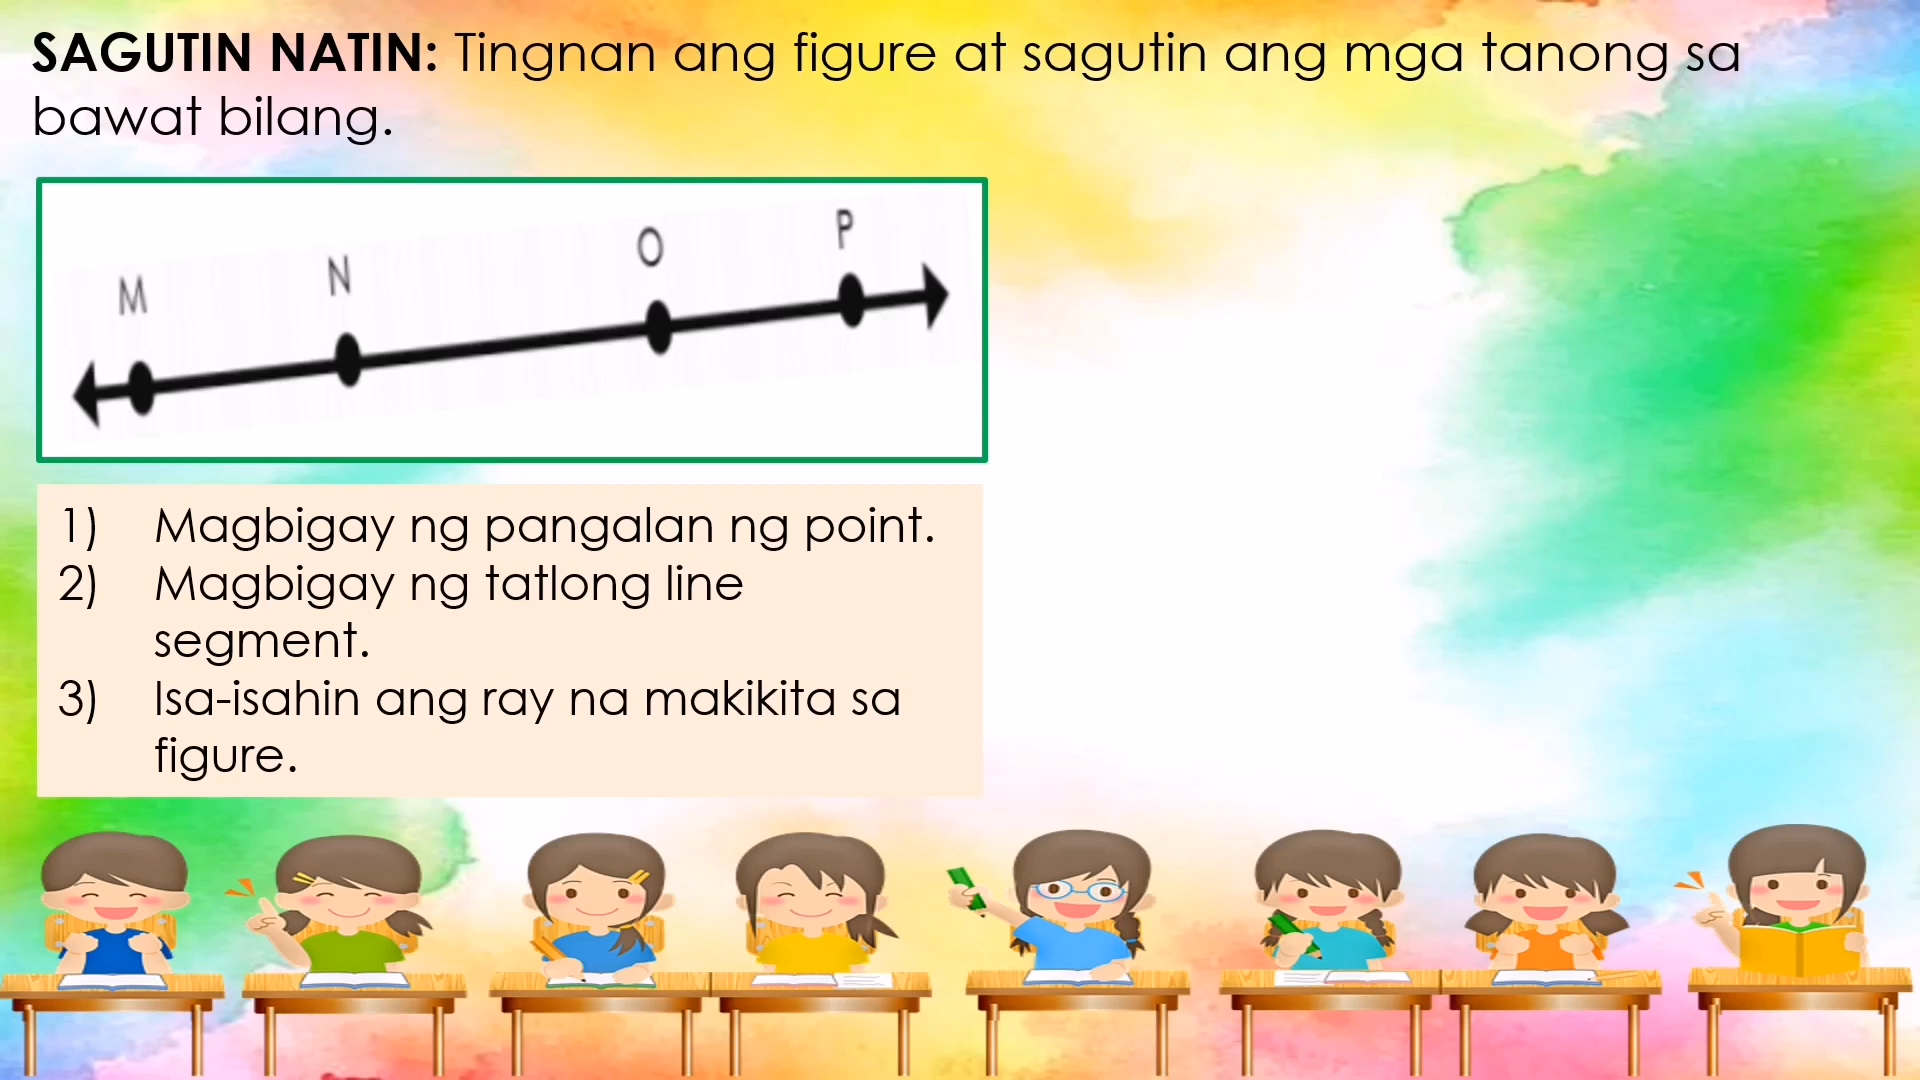 SAGUTIN NATIN: Tingnan ang figure at sagutin ang mga tanong sa
bawat bilang.
M N O P
1) Magbigay ng pangalan ng point.
2) Magbigay ng tatlong line
segment.
3) Isa-isahin ang ray na makikita sa
figure.